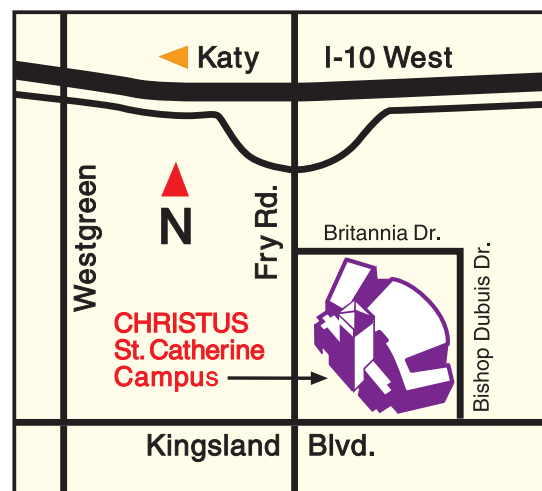 Katy
I-10 West
Westgreen
N
Fry Rd.
Britannia Dr.
Bishop Dubuis Dr.
CHRISTUS
St. Catherine
Campus
Kingsland Blvd.